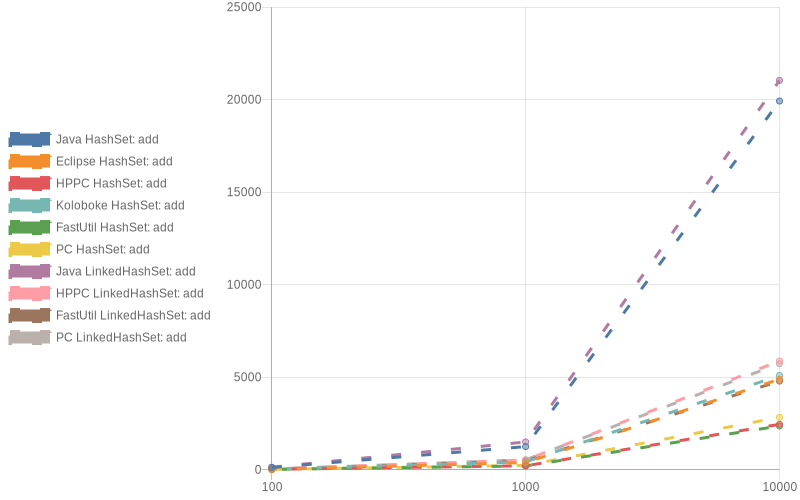 Java HashSet: add
Eclipse HashSet: add
HPPC HashSet: add
Koloboke HashSet: add
FastUtil HashSet: add
PC HashSet: add
Java LinkedHashSet: add
HPPC LinkedHashSet: add
FastUtil LinkedHashSet: add
PC LinkedHashSet: add
25000
20000
15000
10000
5000
0
100
1000
10000